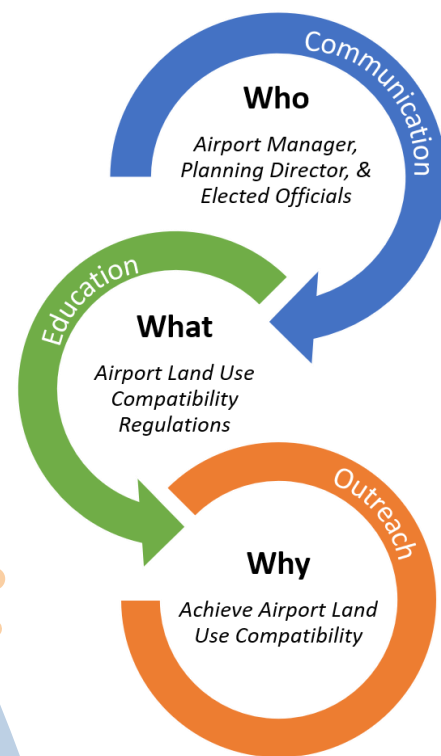 Communication
Who
Airport Manager,
Planning Director, &
Elected Officials
Education
What
Airport Land Use
Compatibility
Regulations
Outreach
Why
Achieve Airport Land
Use Compatibility